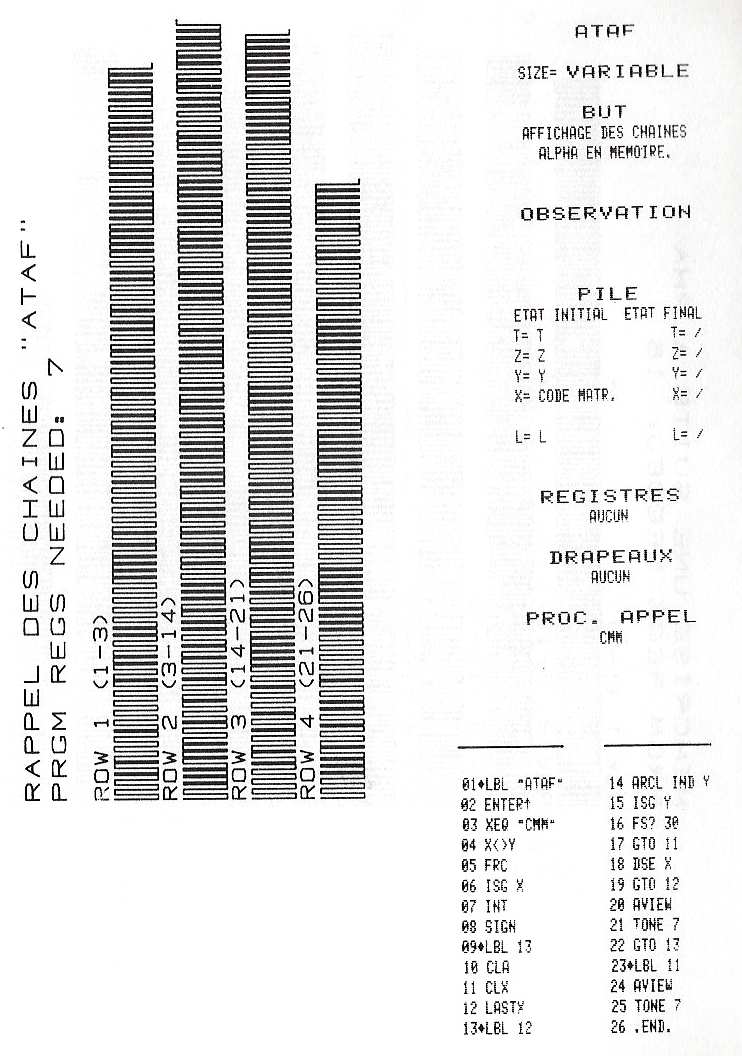 RAPPEL DES CHAINES "ATAF"
PRGM REGS NEEDED: 7
ROW 1 (1-3)
ROW 2 (3-14)
ROW 3 (14-21)
ROW 4 (21-26)
ATAF
SIZE= VARIABLE
BUT
AFFICHAGE DES CHAINES
ALPHA EN MEMOIRE.
OBSERVATION
PILE
ETAT INITIAL ETAT FINAL
T= T T= /
Z= Z Z= /
Y= Y Y= /
X= CODE MATR. X= /
L= L L= /
REGISTRES
AUCUN
DRAPEAUX
AUCUN
PROC. APPEL
CMM
01♦LBL "ATAF"
02 ENTER↑
03 XEQ "CMM"
04 X<>Y
05 FRC
06 ISG X
07 INT
08 SIGN
09♦LBL 13
10 CLA
11 CLX
12 LASTX
13♦LBL 12
14 ARCL IND Y
15 ISG Y
16 FS? 30
17 GTO 11
18 DSE X
19 GTO 12
20 AVIEW
21 TONE 7
22 GTO 13
23♦LBL 11
24 AVIEW
25 TONE 7
26 .END.